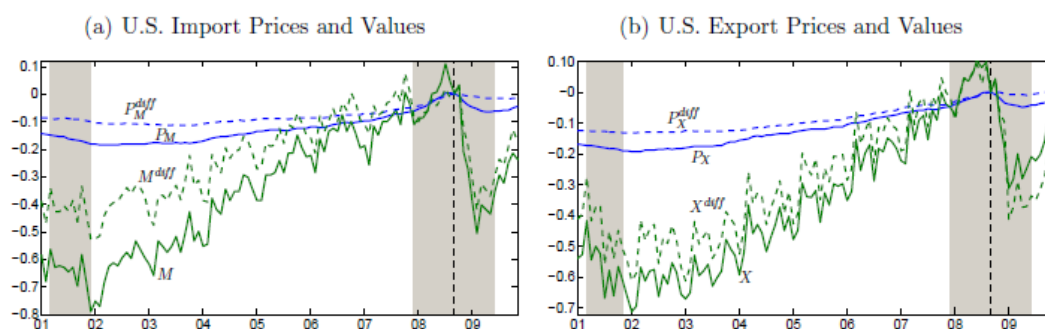 (a) U.S. Import Prices and Values
0.1
−0
−0.1
−0.2
−0.3
−0.4
−0.5
−0.6
−0.7
−0.8
P_M^diff
P_M
M^diff
M
01 02 03 04 05 06 07 08 09
(b) U.S. Export Prices and Values
0.1
−0
−0.1
−0.2
−0.3
−0.4
−0.5
−0.6
−0.7
P_X^diff
P_X
X^diff
X
01 02 03 04 05 06 07 08 09